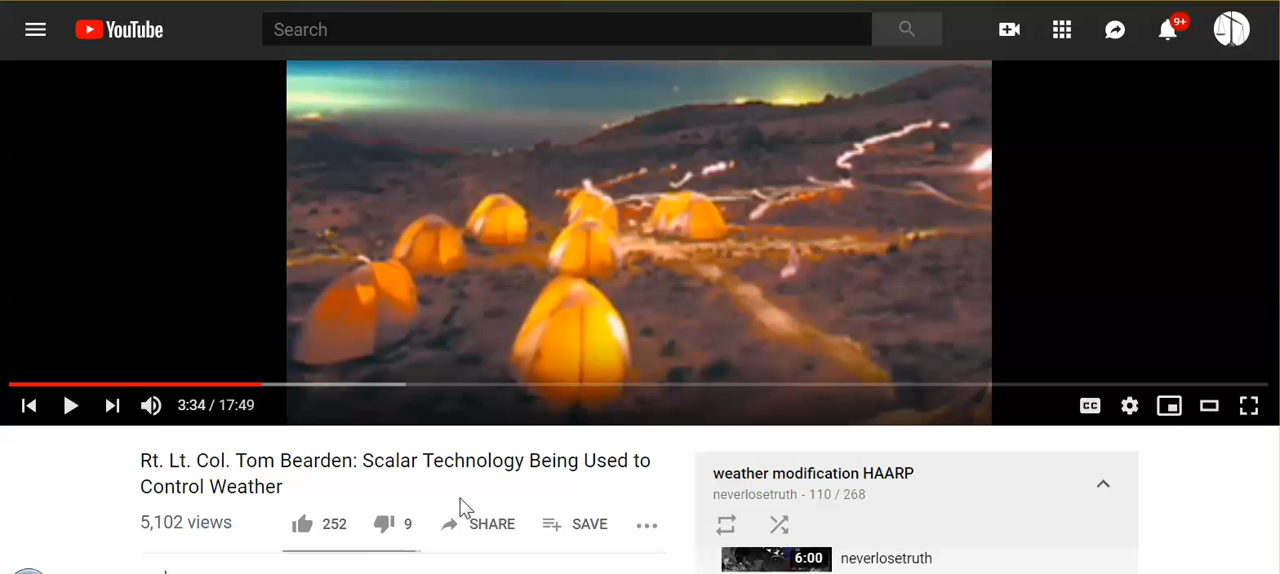 YouTube
Search
9+
3:34 / 17:49
CC
Rt. Lt. Col. Tom Bearden: Scalar Technology Being Used to
Control Weather
5,102 views
252
9
SHARE
SAVE
weather modification HAARP
neverlosetruth - 110 / 268
6:00
neverlosetruth